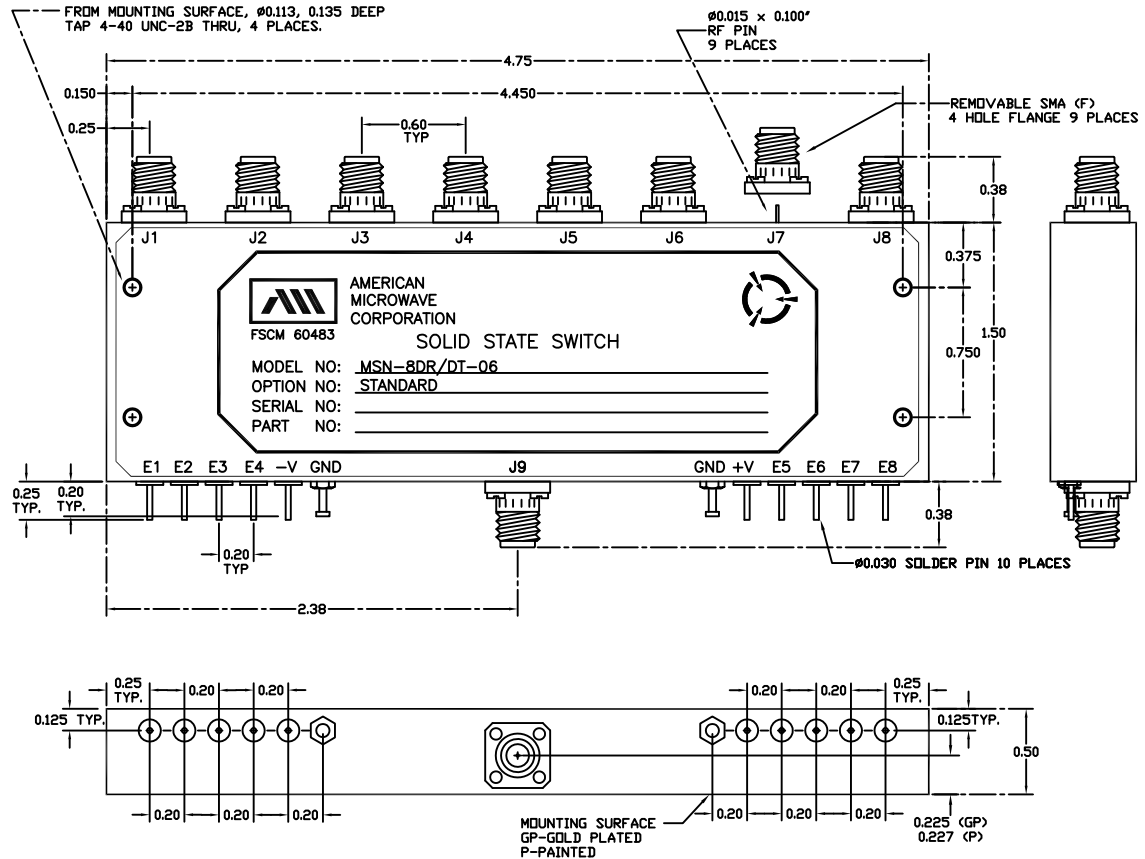 FROM MOUNTING SURFACE, ø0.113, 0.135 DEEP
TAP 4-40 UNC-2B THRU, 4 PLACES.
ø0.015 x 0.100"
RF PIN
9 PLACES
4.75
0.150
4.450
REMOVABLE SMA (F)
4 HOLE FLANGE 9 PLACES
0.25
0.60
TYP
0.38
J1 J2 J3 J4 J5 J6 J7 J8
0.375
AMERICAN
MICROWAVE
CORPORATION
FSCM 60483
SOLID STATE SWITCH
1.50
0.750
MODEL NO: MSN-8DR/DT-06
OPTION NO: STANDARD
SERIAL NO:
PART NO:
E1 E2 E3 E4 -V GND J9 GND +V E5 E6 E7 E8
0.25
TYP.
0.20
TYP.
0.38
0.20
TYP
ø0.030 SOLDER PIN 10 PLACES
2.38
0.25
TYP.
0.20 0.20 0.20 0.20
0.25
TYP.
0.125 TYP.
0.125TYP.
0.50
0.20 0.20 0.20 0.20
MOUNTING SURFACE
GP-GOLD PLATED
P-PAINTED
0.225 (GP)
0.227 (P)